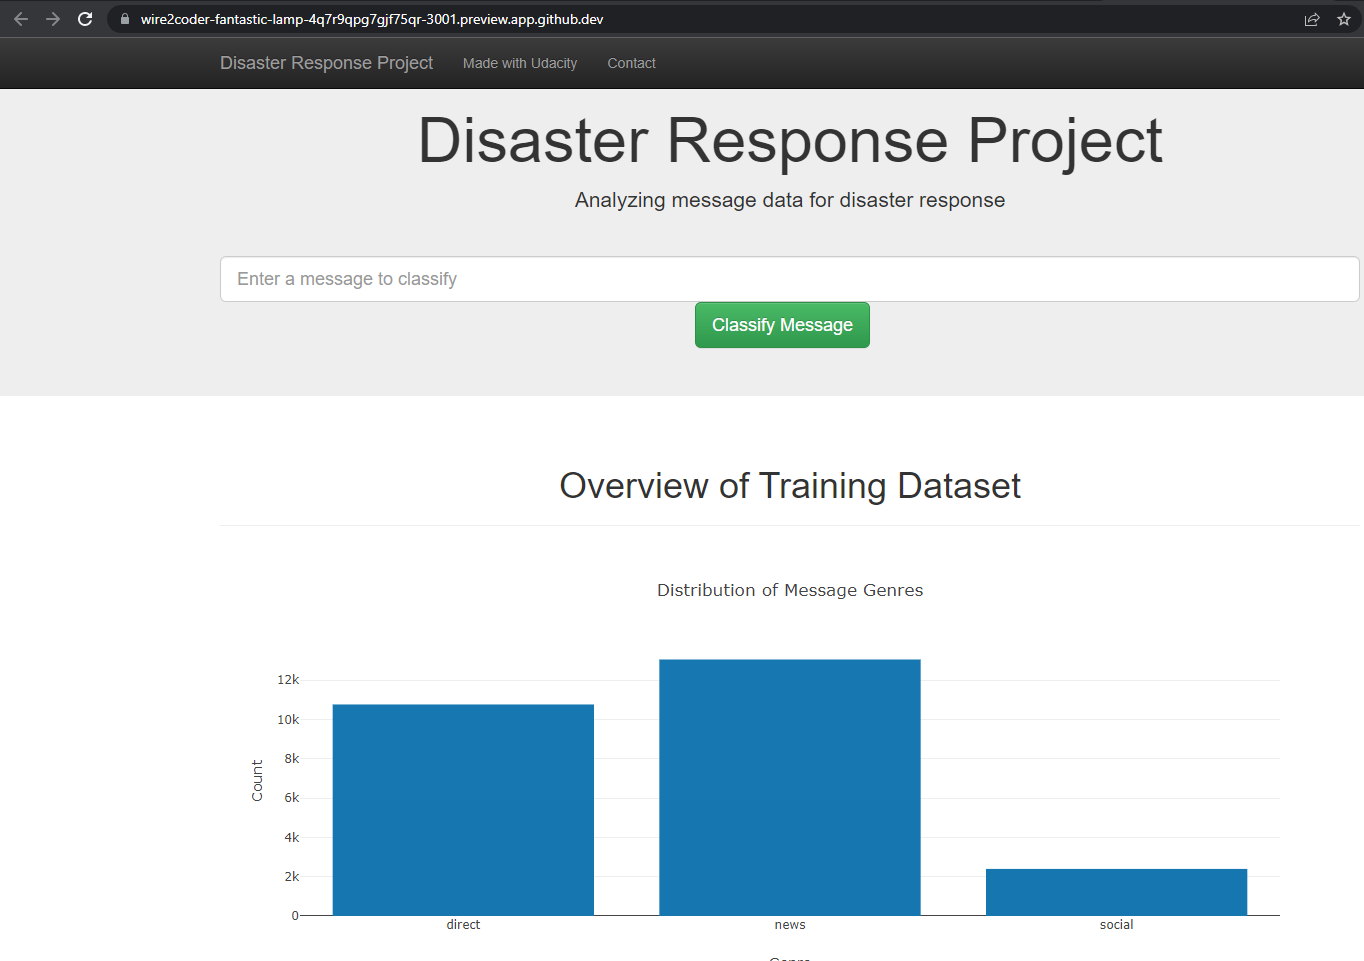 wire2coder-fantastic-lamp-4q7r9qpg7gjf75qr-3001.preview.app.github.dev
Disaster Response Project Made with Udacity Contact
Disaster Response Project
Analyzing message data for disaster response
Enter a message to classify
Classify Message
Overview of Training Dataset
Distribution of Message Genres
12k
10k
8k
6k
4k
2k
0
Count
direct news social